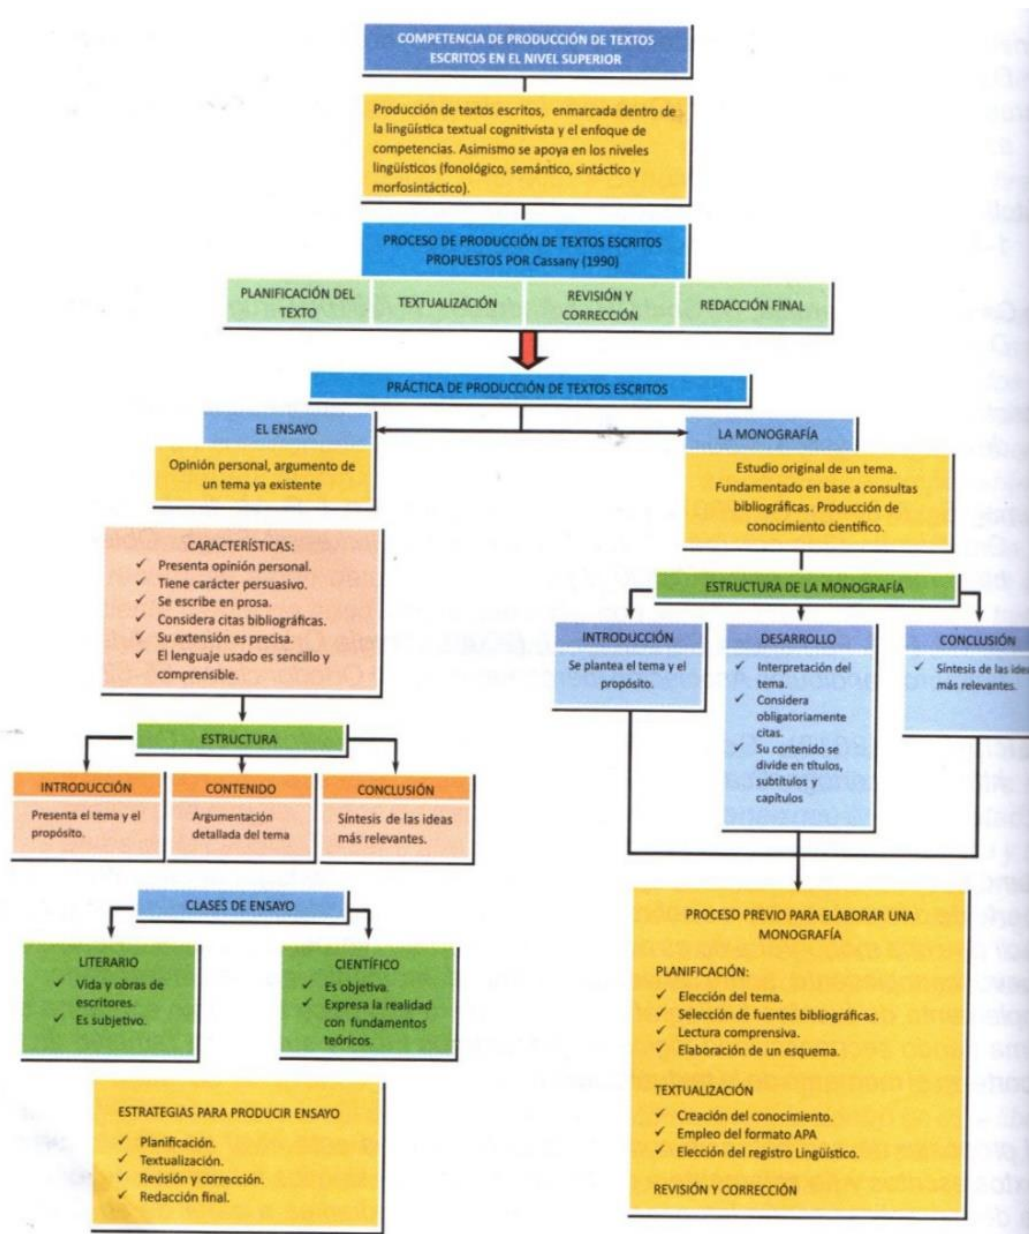 COMPETENCIA DE PRODUCCIÓN DE TEXTOS
ESCRITOS EN EL NIVEL SUPERIOR
Producción de textos escritos, enmarcada dentro de
la lingüística textual cognitivista y el enfoque de
competencias. Asimismo se apoya en los niveles
lingüísticos (fonológico, semántico, sintáctico y
morfosintáctico).
PROCESO DE PRODUCCIÓN DE TEXTOS ESCRITOS
PROPUESTOS POR Cassany (1990)
PLANIFICACIÓN DEL
TEXTO
TEXTUALIZACIÓN
REVISIÓN Y
CORRECCIÓN
REDACCIÓN FINAL
PRÁCTICA DE PRODUCCIÓN DE TEXTOS ESCRITOS
EL ENSAYO
Opinión personal, argumento de
un tema ya existente
CARACTERÍSTICAS:
✓ Presenta opinión personal.
✓ Tiene carácter persuasivo.
✓ Se escribe en prosa.
✓ Considera citas bibliográficas.
✓ Su extensión es precisa.
✓ El lenguaje usado es sencillo y
comprensible.
ESTRUCTURA
INTRODUCCIÓN
Presenta el tema y el
propósito.
CONTENIDO
Argumentación
detallada del tema
CONCLUSIÓN
Síntesis de las ideas
más relevantes.
CLASES DE ENSAYO
LITERARIO
✓ Vida y obras de
escritores.
✓ Es subjetivo.
CIENTÍFICO
✓ Es objetiva.
✓ Expresa la realidad
con fundamentos
teóricos.
ESTRATEGIAS PARA PRODUCIR ENSAYO
✓ Planificación.
✓ Textualización.
✓ Revisión y corrección.
✓ Redacción final.
LA MONOGRAFÍA
Estudio original de un tema.
Fundamentado en base a consultas
bibliográficas. Producción de
conocimiento científico.
ESTRUCTURA DE LA MONOGRAFÍA
INTRODUCCIÓN
Se plantea el tema y el
propósito.
DESARROLLO
✓ Interpretación del
tema.
✓ Considera
obligatoriamente
citas.
✓ Su contenido se
divide en títulos,
subtítulos y
capítulos
CONCLUSIÓN
✓ Síntesis de las ideas
más relevantes.
PROCESO PREVIO PARA ELABORAR UNA
MONOGRAFÍA
PLANIFICACIÓN:
✓ Elección del tema.
✓ Selección de fuentes bibliográficas.
✓ Lectura comprensiva.
✓ Elaboración de un esquema.
TEXTUALIZACIÓN
✓ Creación del conocimiento.
✓ Empleo del formato APA
✓ Elección del registro Lingüístico.
REVISIÓN Y CORRECCIÓN